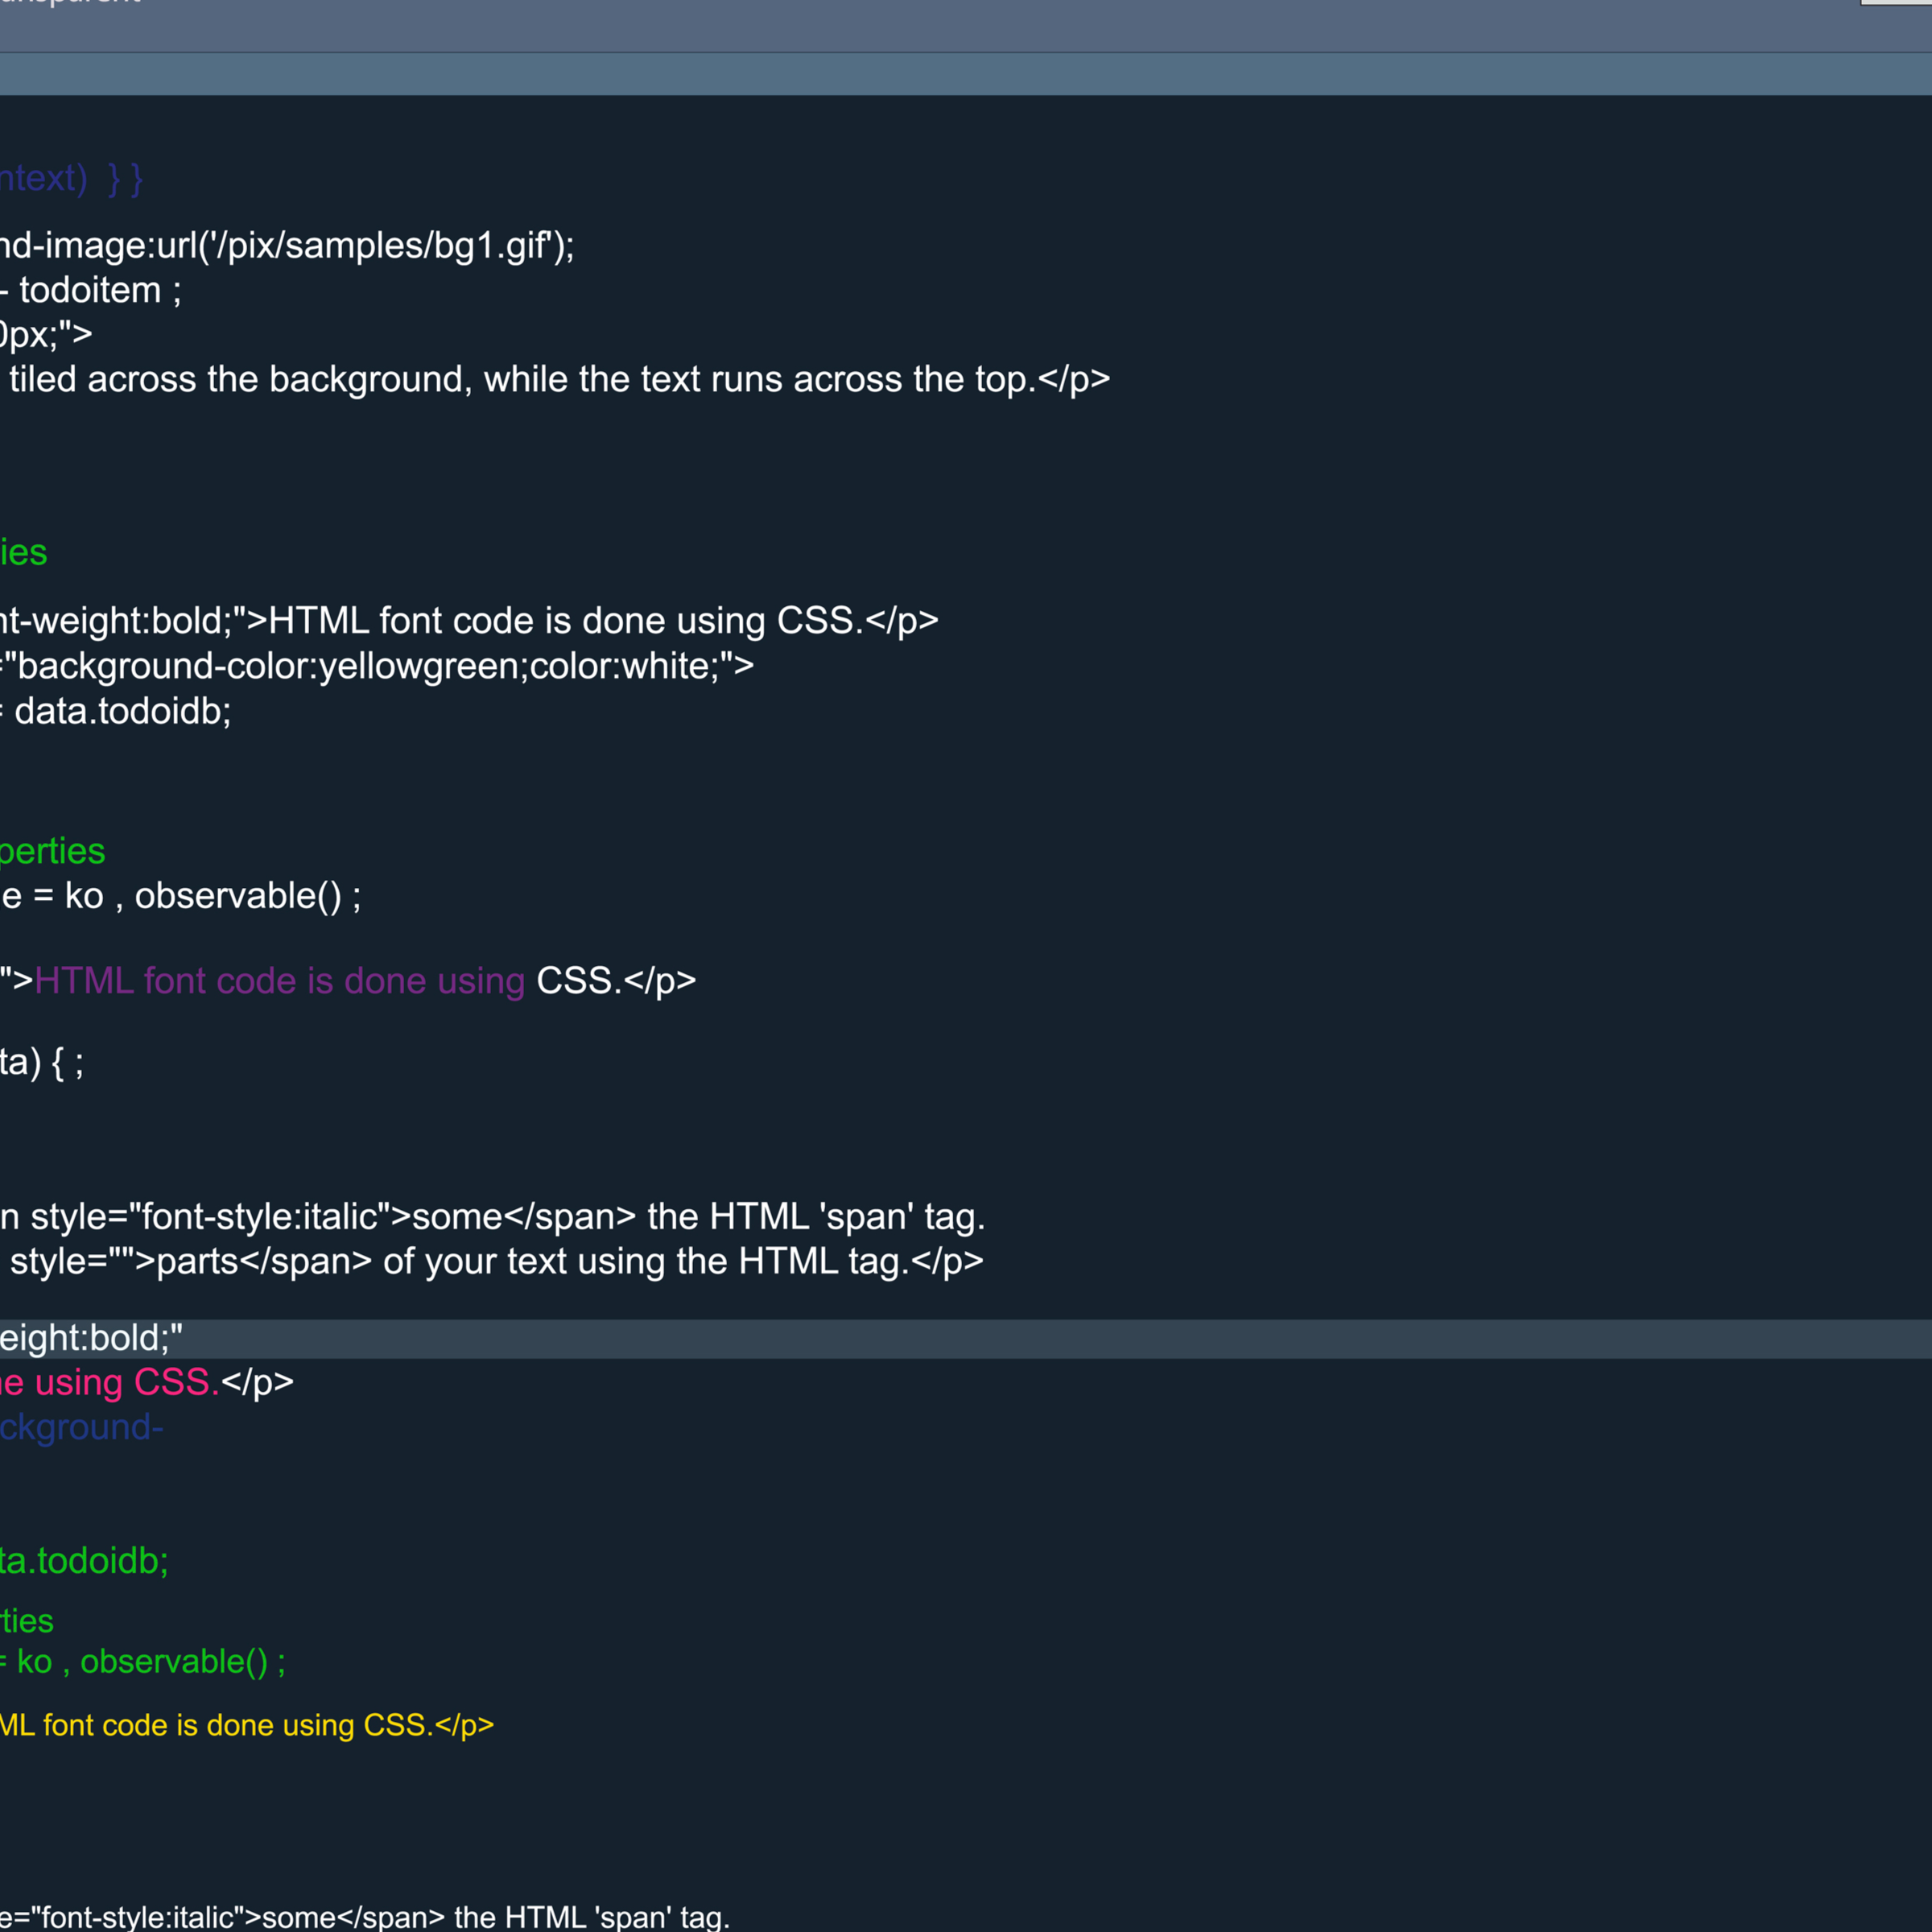 ntext)  } }
nd-image:url('/pix/samples/bg1.gif');
- todoitem ;
0px;">
tiled across the background, while the text runs across the top.</p>
ies
nt-weight:bold;">HTML font code is done using CSS.</p>
="background-color:yellowgreen;color:white;">
= data.todoidb;
perties
e = ko , observable() ;
">HTML font code is done using CSS.</p>
ta) { ;
n style="font-style:italic">some</span> the HTML 'span' tag.
style="">parts</span> of your text using the HTML tag.</p>
eight:bold;"
ne using CSS.</p>
ckground-
ta.todoidb;
rties
= ko , observable() ;
ML font code is done using CSS.</p>
e="font-style:italic">some</span> the HTML 'span' tag.